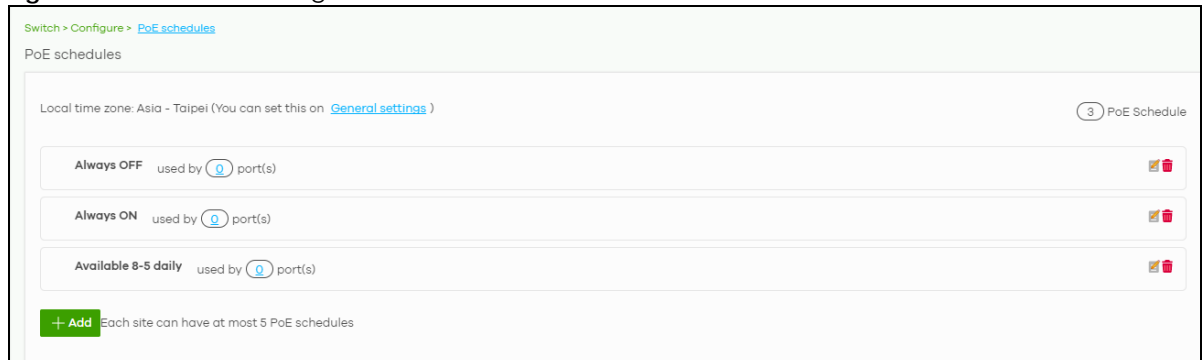 Switch > Configure > PoE schedules
PoE schedules
Local time zone: Asia - Taipei (You can set this on General settings )
3 PoE Schedule
Always OFF used by 0 port(s)
Always ON used by 0 port(s)
Available 8-5 daily used by 0 port(s)
+ Add Each site can have at most 5 PoE schedules